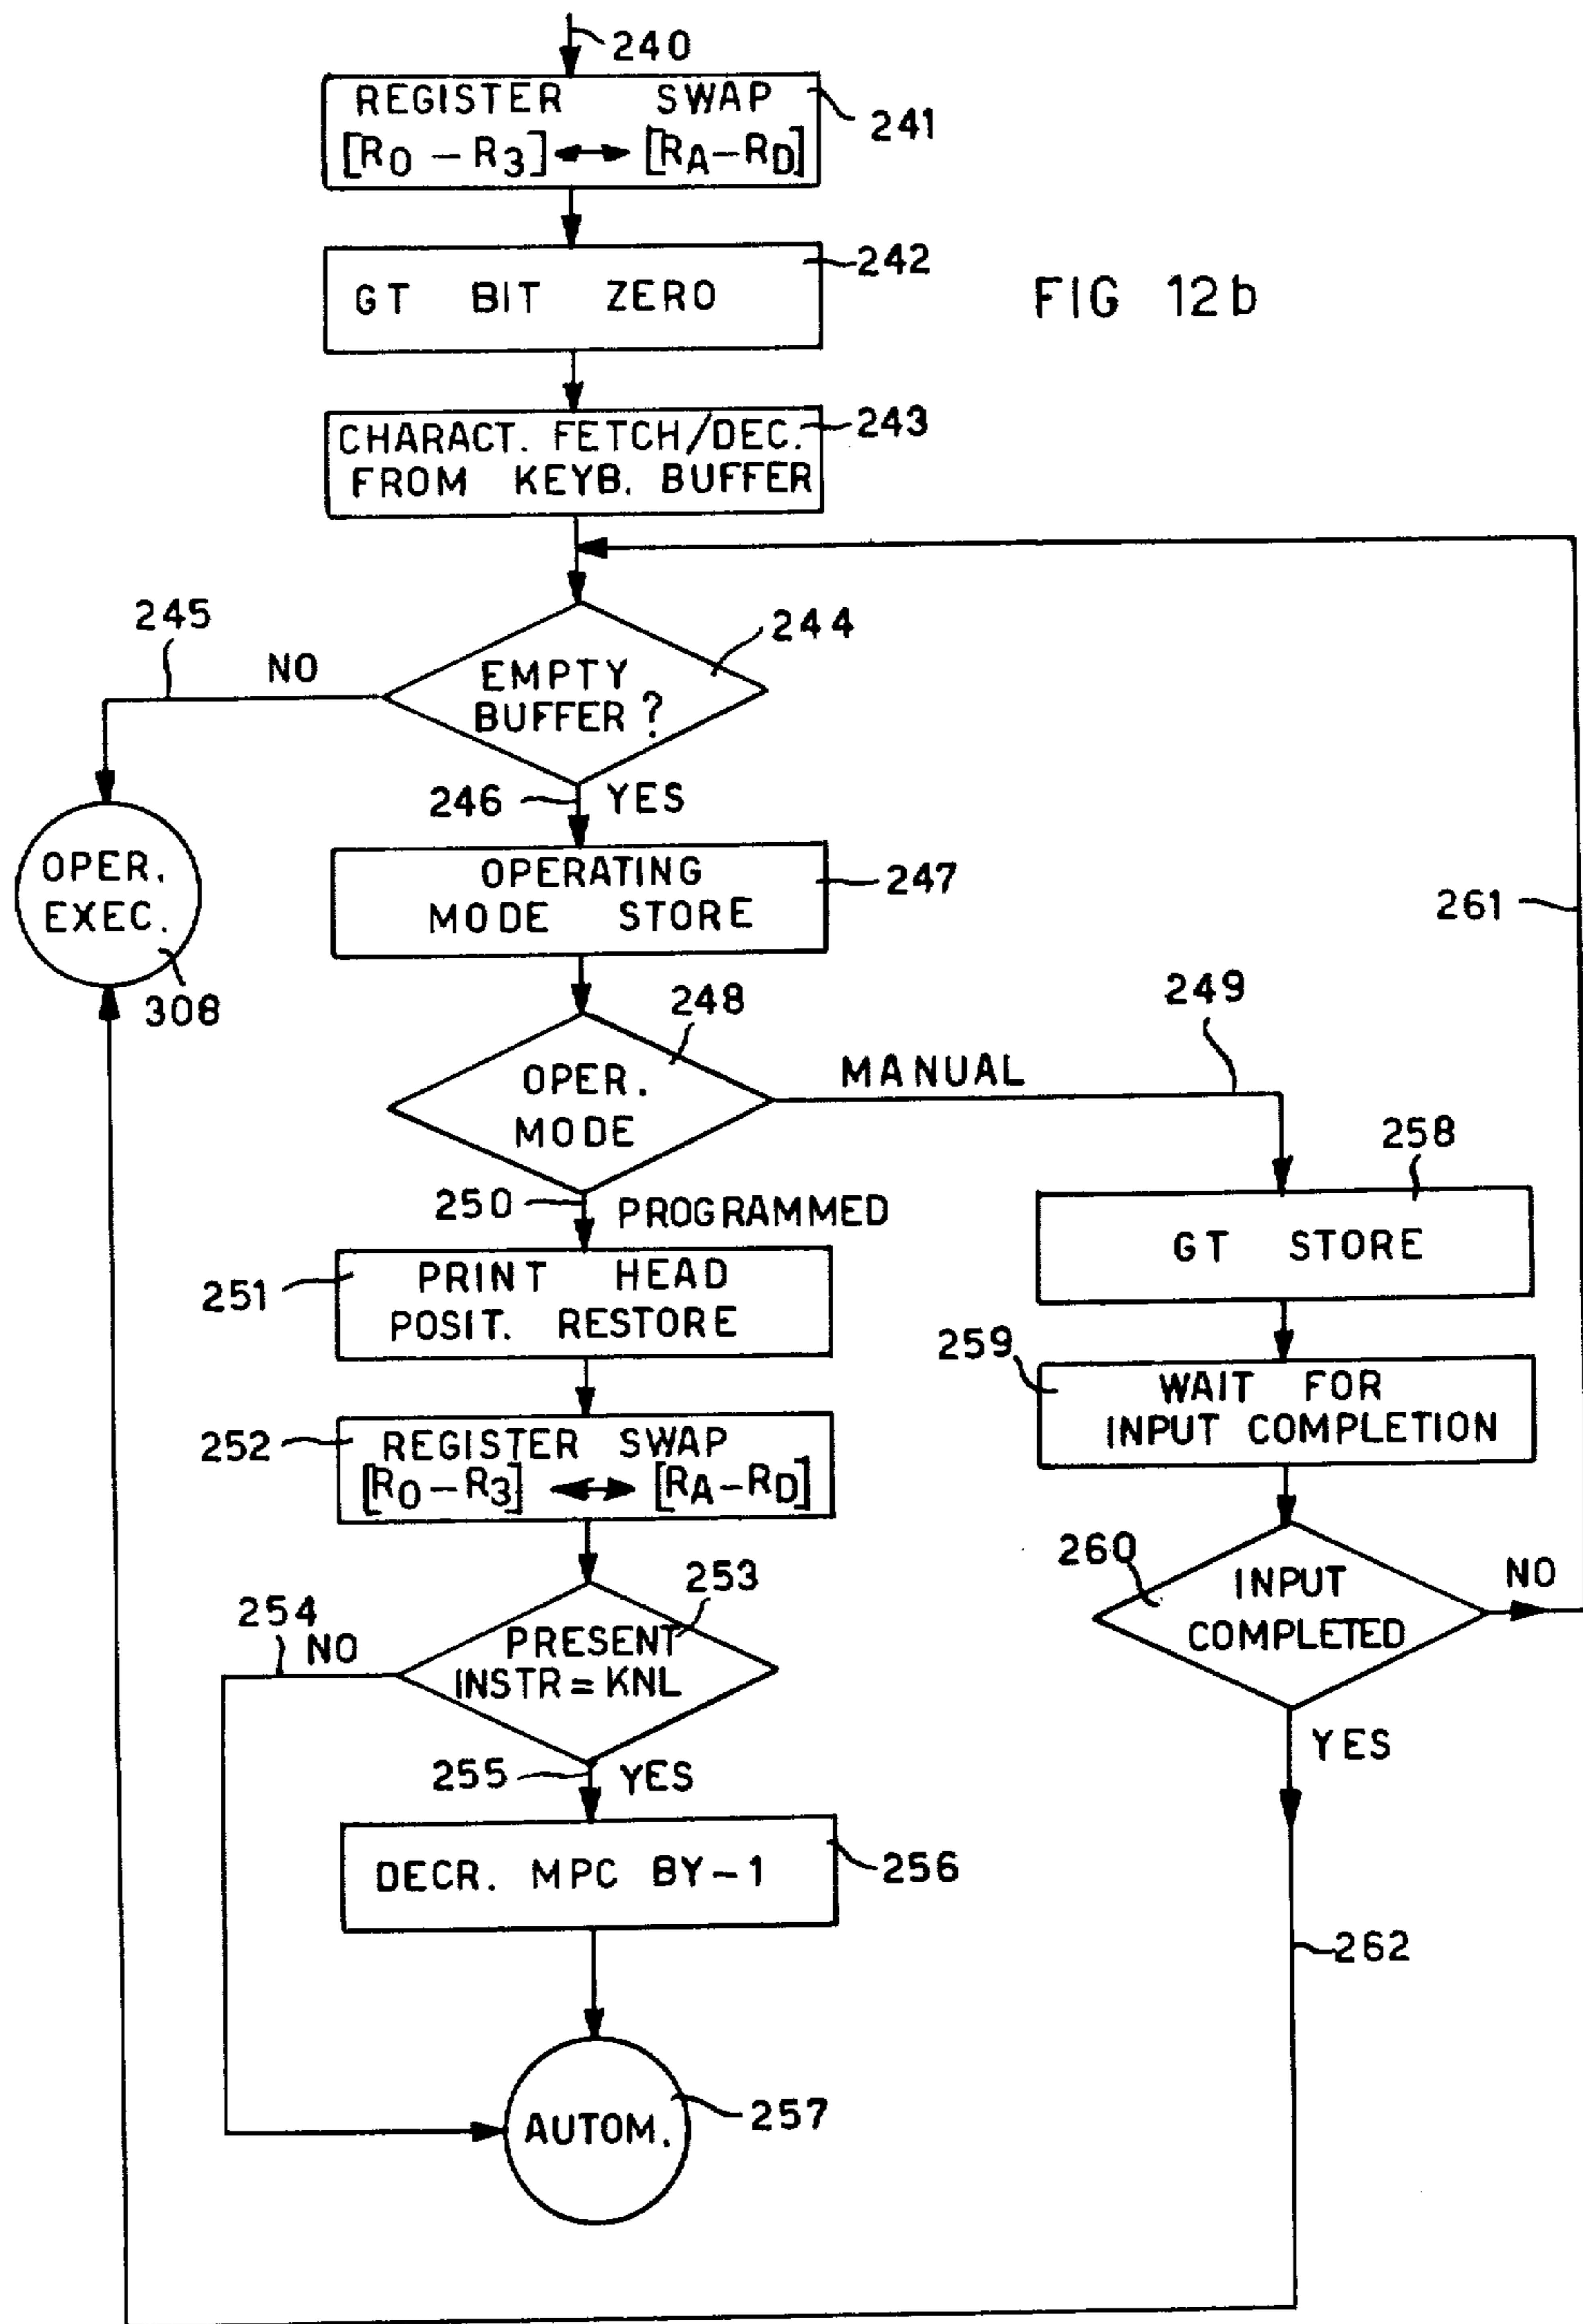 240
REGISTER SWAP
[R0 – R3] ↔ [RA–RD]
241
GT BIT ZERO
242
FIG 12b
CHARACT. FETCH/DEC.
FROM KEYB. BUFFER
243
245
NO
EMPTY
BUFFER ?
244
246
YES
OPER.
EXEC.
308
OPERATING
MODE STORE
247
261
OPER.
MODE
248
MANUAL
249
250
PROGRAMMED
258
GT STORE
251
PRINT HEAD
POSIT. RESTORE
259
WAIT FOR
INPUT COMPLETION
252
REGISTER SWAP
[R0–R3] ↔ [RA–RD]
260
INPUT
COMPLETED
NO
253
254
NO
PRESENT
INSTR = KNL
YES
255
YES
DECR. MPC BY–1
256
262
AUTOM.
257